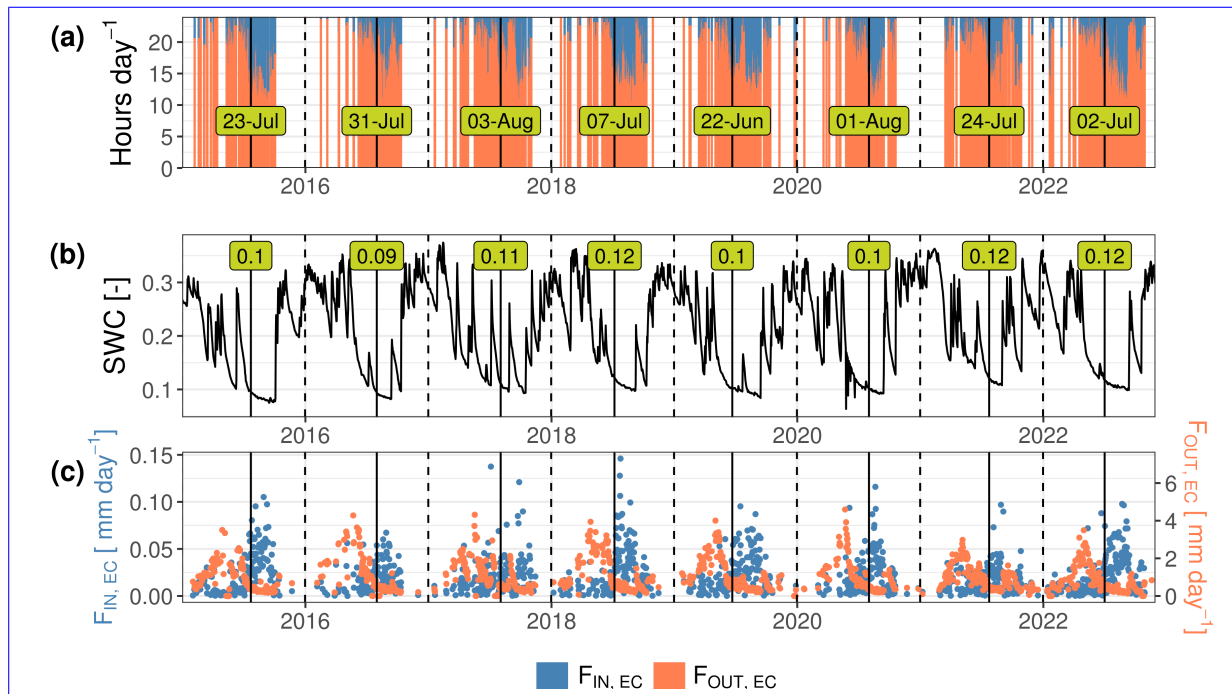 (a)
Hours day⁻¹
20
15
10
5
0
23-Jul
31-Jul
03-Aug
07-Jul
22-Jun
01-Aug
24-Jul
02-Jul
2016
2018
2020
2022
(b)
SWC [-]
0.3
0.2
0.1
0.1
0.09
0.11
0.12
0.1
0.1
0.12
0.12
2016
2018
2020
2022
(c)
F_IN, EC [ mm day⁻¹]
0.15
0.10
0.05
0.00
6
4
2
0
F_OUT, EC [ mm day⁻¹]
2016
2018
2020
2022
F_IN, EC F_OUT, EC